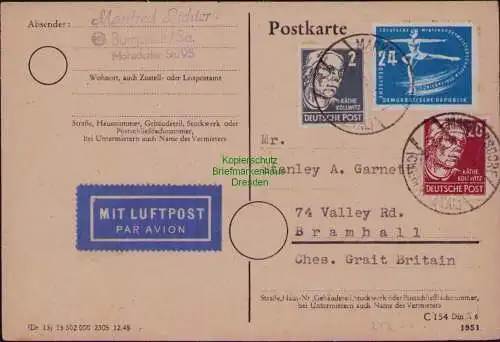 Absender:
Postkarte
Wohnort, auch Zustell- oder Leitpostamt
2
KÄTHE
KOLLWITZ
DEUTSCHE POST
24
DEMOKRATISCHE REPUBLIK
20
KÄTHE
KOLLWITZ
DEUTSCHE POST
Straße, Hausnummer, Gebäudeteil, Stockwerk oder
Postschließfachnummer,
bei Untermietern auch Name des Vermieters
Kopierschutz
Briefmarkenhaus
Dresden
MIT LUFTPOST
PAR AVION
Mr.
Stanley A. Garnett
74 Valley Rd.
Bramhall
Ches. Grait Britain
Straße, Haus-Nr., Gebäudeteil, Stockwerk oder Postschließfachnummer,
bei Untermietern auch Name des Vermieters
C 154 Din A 6
1951